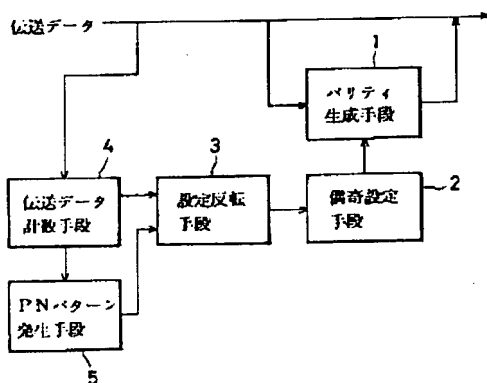 伝送データ
1
パリティ
生成手段
4
伝送データ
計数手段
3
設定反転
手段
偶奇設定
手段
2
PNパターン
発生手段
5